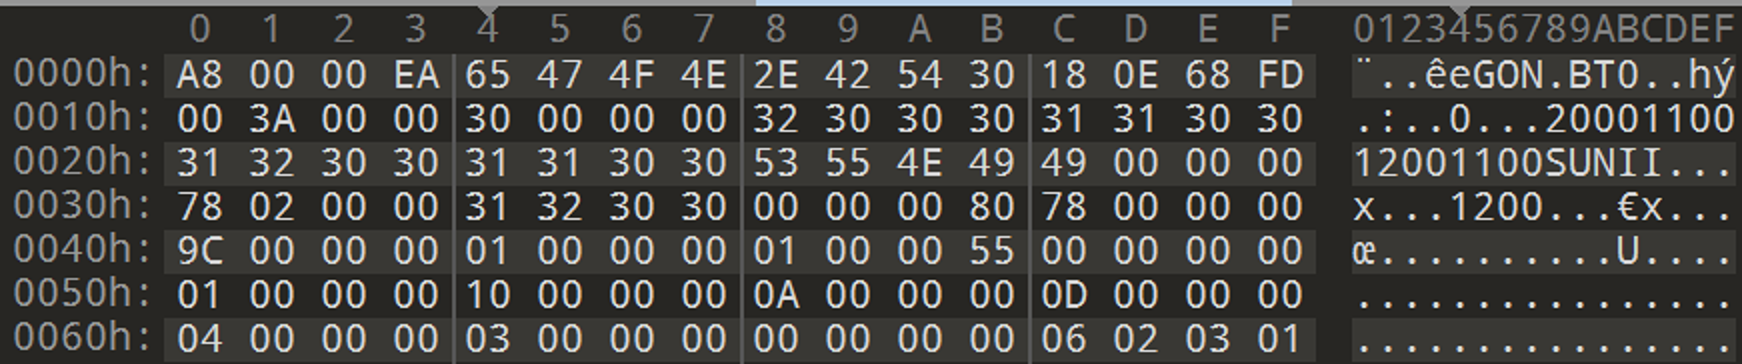 0 1 2 3 4 5 6 7 8 9 A B C D E F 0123456789ABCDEF
0000h: A8 00 00 EA 65 47 4F 4E 2E 42 54 30 18 0E 68 FD ¨..êeGON.BT0..hý
0010h: 00 3A 00 00 30 00 00 00 32 30 30 30 31 31 30 30 .:..0...20001100
0020h: 31 32 30 30 31 31 30 30 53 55 4E 49 49 00 00 00 12001100SUNII...
0030h: 78 02 00 00 31 32 30 30 00 00 00 80 78 00 00 00 x...1200...€x...
0040h: 9C 00 00 00 01 00 00 00 01 00 00 55 00 00 00 00 œ..........U....
0050h: 01 00 00 00 10 00 00 00 0A 00 00 00 0D 00 00 00 ................
0060h: 04 00 00 00 03 00 00 00 00 00 00 00 06 02 03 01 ................